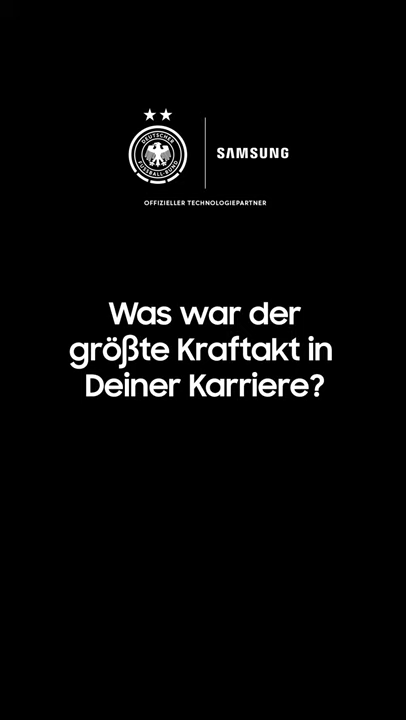 DEUTSCHER
FUSSBALL-BUND
SAMSUNG
OFFIZIELLER TECHNOLOGIEPARTNER
Was war der
größte Kraftakt in
Deiner Karriere?